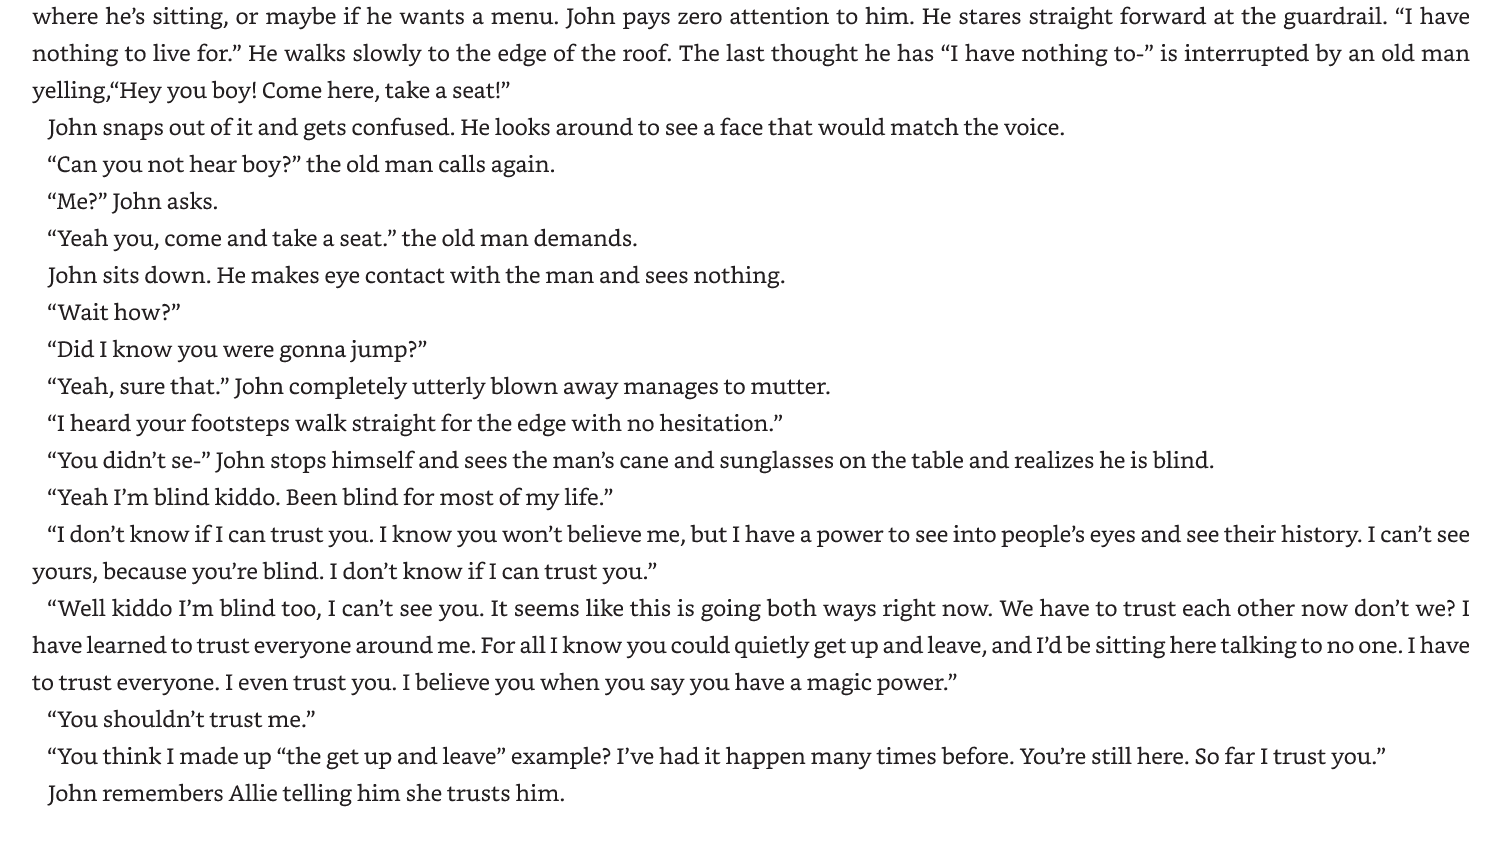 where he’s sitting, or maybe if he wants a menu. John pays zero attention to him. He stares straight forward at the guardrail. “I have
nothing to live for.” He walks slowly to the edge of the roof. The last thought he has “I have nothing to-” is interrupted by an old man
yelling,“Hey you boy! Come here, take a seat!”
John snaps out of it and gets confused. He looks around to see a face that would match the voice.
“Can you not hear boy?” the old man calls again.
“Me?” John asks.
“Yeah you, come and take a seat.” the old man demands.
John sits down. He makes eye contact with the man and sees nothing.
“Wait how?”
“Did I know you were gonna jump?”
“Yeah, sure that.” John completely utterly blown away manages to mutter.
“I heard your footsteps walk straight for the edge with no hesitation.”
“You didn’t se-” John stops himself and sees the man’s cane and sunglasses on the table and realizes he is blind.
“Yeah I’m blind kiddo. Been blind for most of my life.”
“I don’t know if I can trust you. I know you won’t believe me, but I have a power to see into people’s eyes and see their history. I can’t see
yours, because you’re blind. I don’t know if I can trust you.”
“Well kiddo I’m blind too, I can’t see you. It seems like this is going both ways right now. We have to trust each other now don’t we? I
have learned to trust everyone around me. For all I know you could quietly get up and leave, and I’d be sitting here talking to no one. I have
to trust everyone. I even trust you. I believe you when you say you have a magic power.”
“You shouldn’t trust me.”
“You think I made up “the get up and leave” example? I’ve had it happen many times before. You’re still here. So far I trust you.”
John remembers Allie telling him she trusts him.